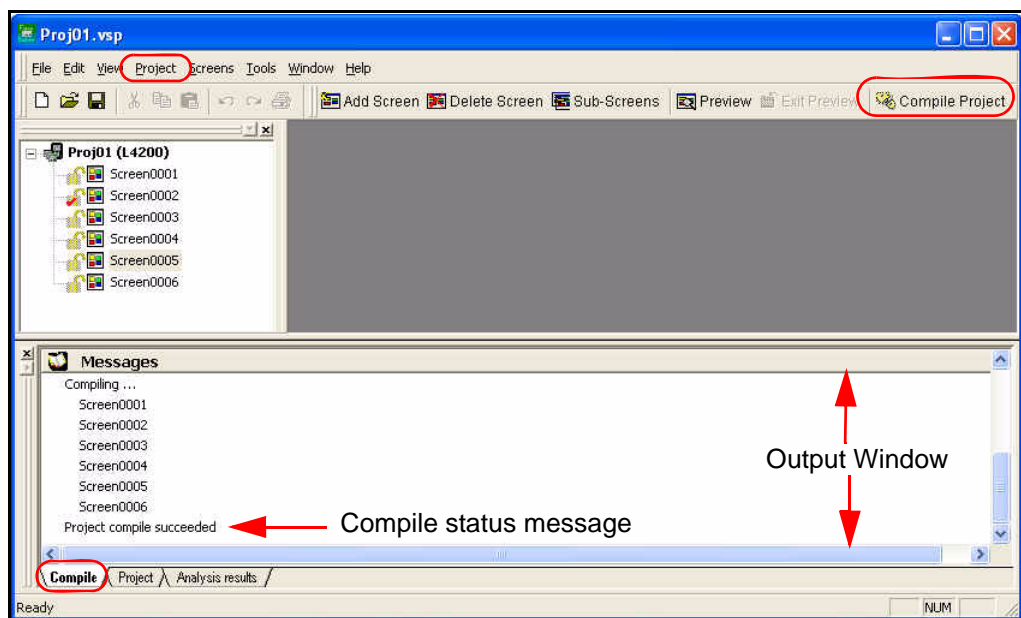 Proj01.vsp
File Edit View Project Screens Tools Window Help
Add Screen Delete Screen Sub-Screens Preview Exit Preview Compile Project
Proj01 (L4200)
Screen0001
Screen0002
Screen0003
Screen0004
Screen0005
Screen0006
Messages
Compiling ...
Screen0001
Screen0002
Screen0003
Screen0004
Screen0005
Screen0006
Project compile succeeded
Compile status message
Output Window
Compile Project Analysis results
Ready NUM